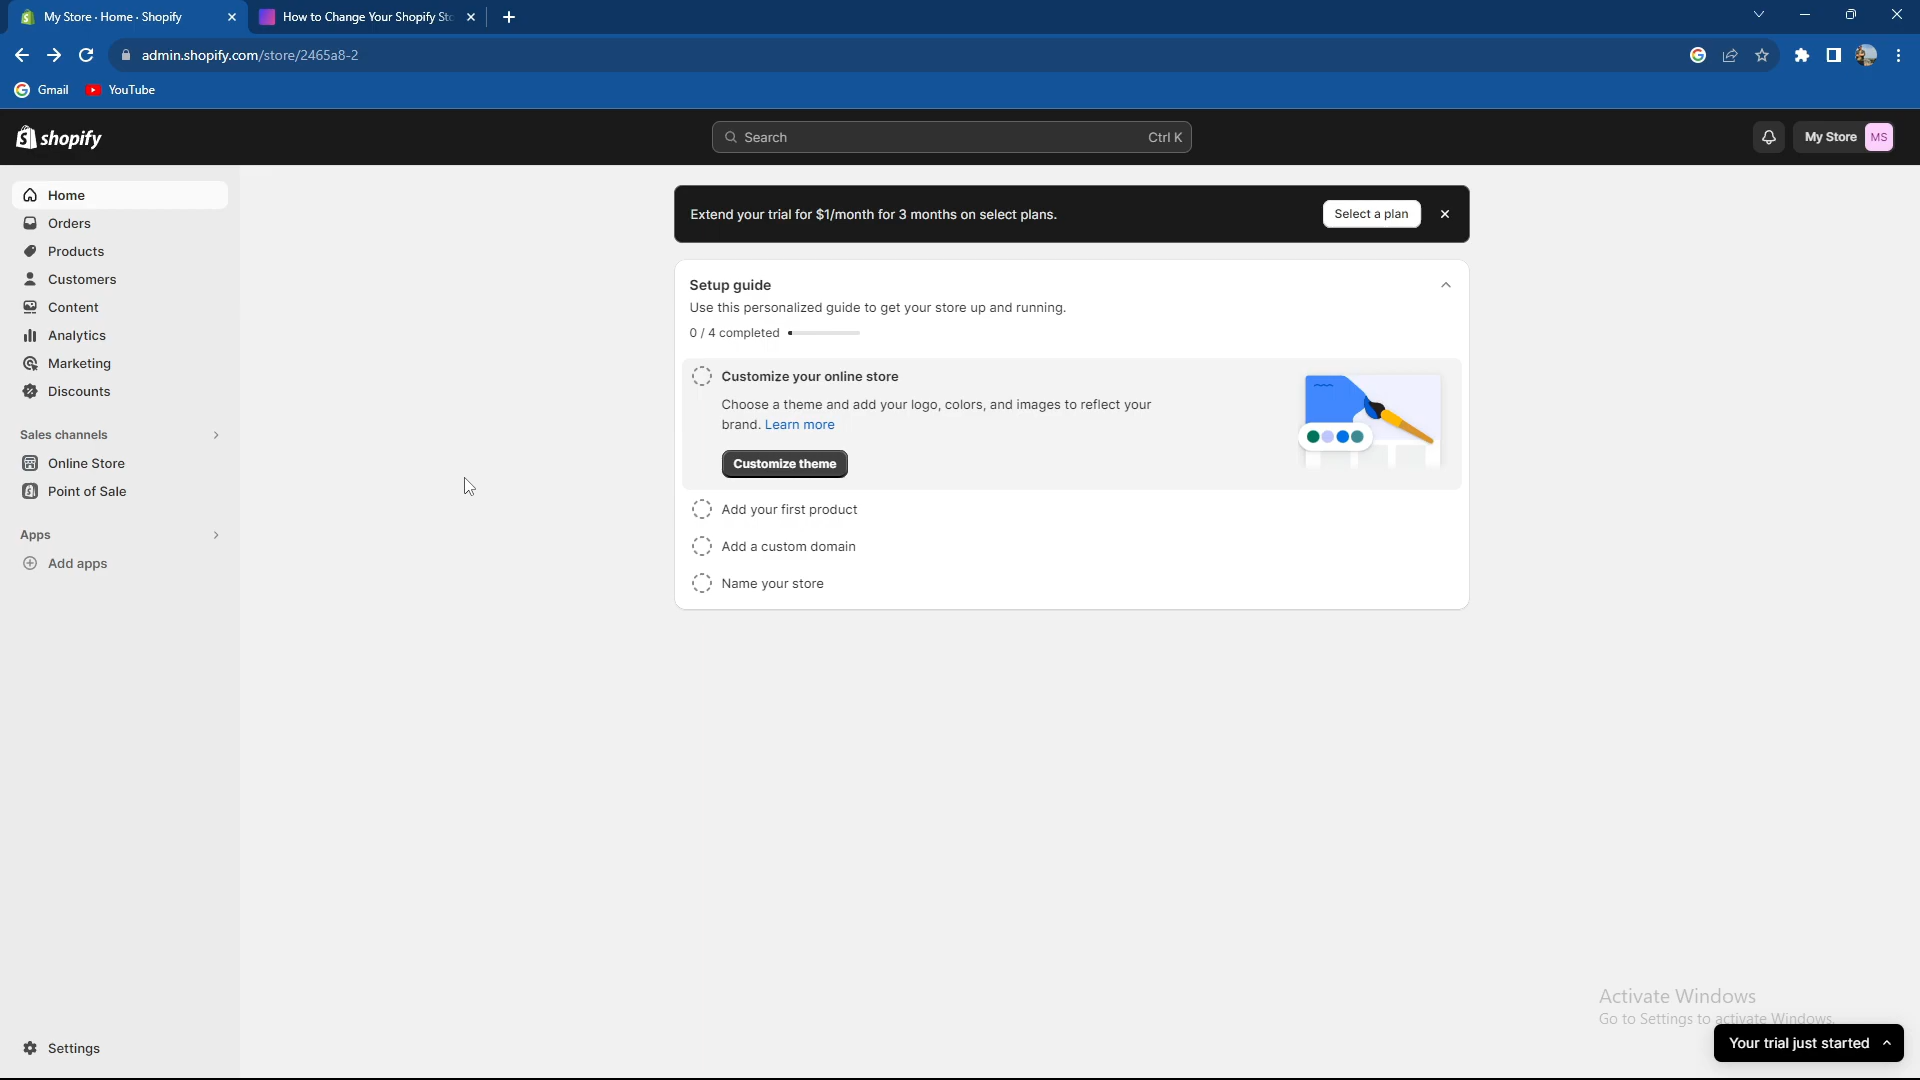 My Store · Home · Shopify
How to Change Your Shopify Sto
admin.shopify.com/store/2465a8-2
Gmail
YouTube
shopify
Search
Ctrl K
My Store
MS
Home
Orders
Products
Customers
Content
Analytics
Marketing
Discounts
Sales channels
Online Store
Point of Sale
Apps
Add apps
Settings
Extend your trial for $1/month for 3 months on select plans.
Select a plan
Setup guide
Use this personalized guide to get your store up and running.
0 / 4 completed
Customize your online store
Choose a theme and add your logo, colors, and images to reflect your
brand. Learn more
Customize theme
Add your first product
Add a custom domain
Name your store
Activate Windows
Go to Settings to activate Windows.
Your trial just started